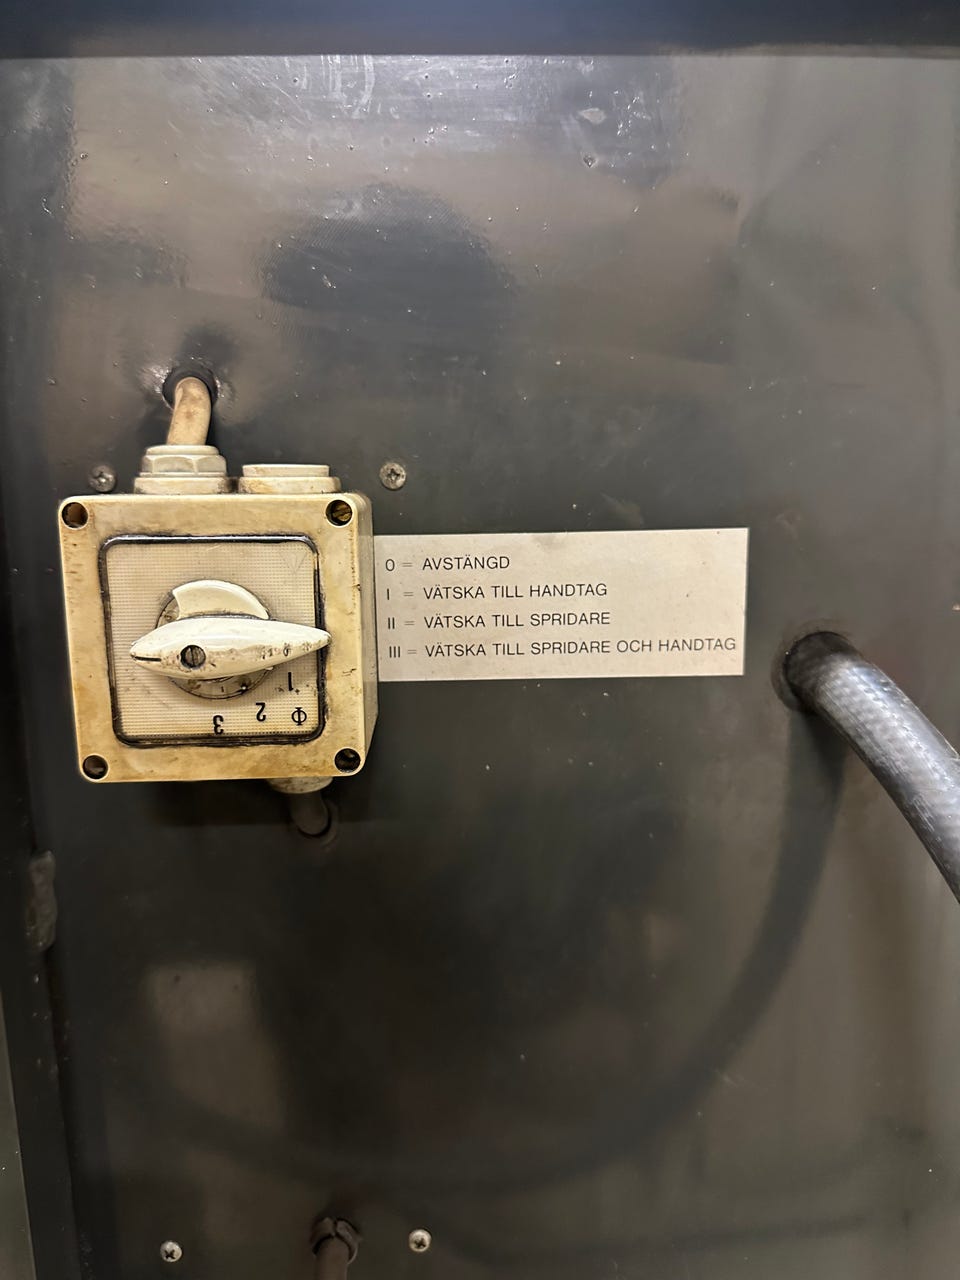 0 = AVSTÄNGD
I = VÄTSKA TILL HANDTAG
II = VÄTSKA TILL SPRIDARE
III = VÄTSKA TILL SPRIDARE OCH HANDTAG
1
2
3
Φ